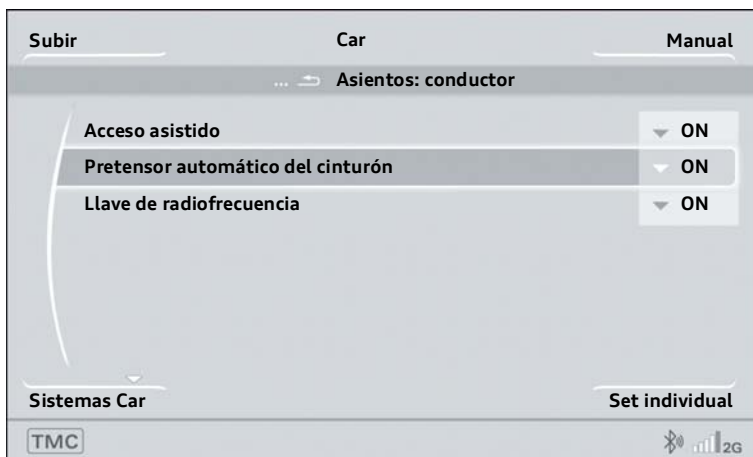 Subir Car Manual
... Asientos: conductor
Acceso asistido ON
Pretensor automático del cinturón ON
Llave de radiofrecuencia ON
Sistemas Car Set individual
TMC 2G